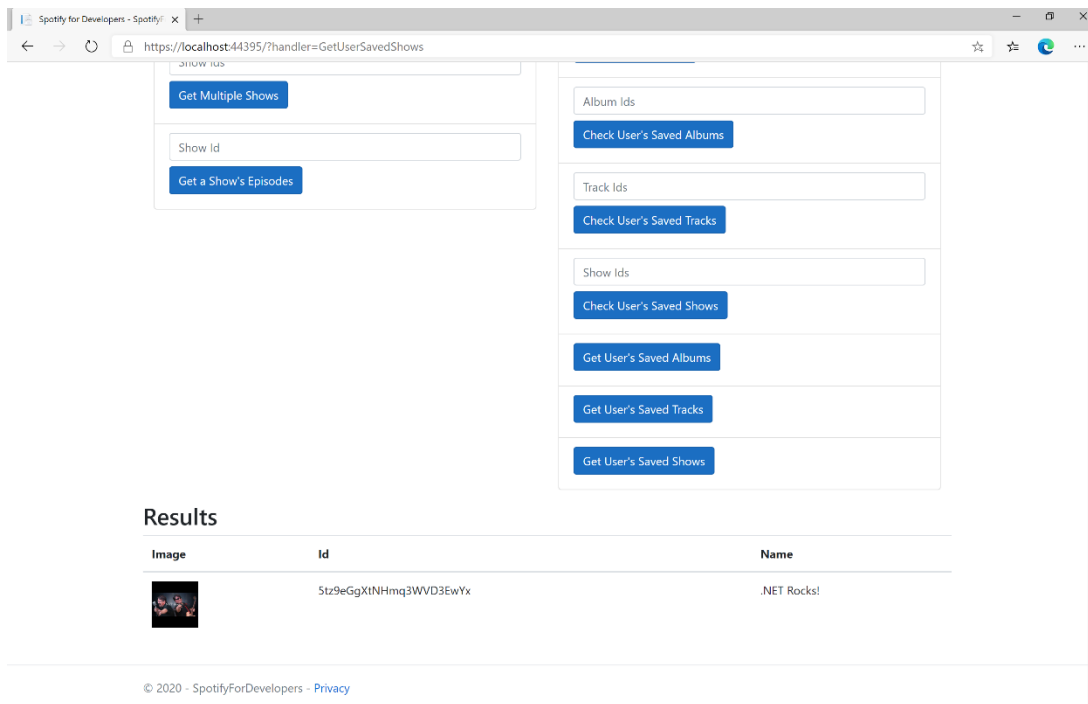 Spotify for Developers - SpotifyF
https://localhost:44395/?handler=GetUserSavedShows
Show Ids
Get Multiple Shows
Show Id
Get a Show's Episodes
Album Ids
Check User's Saved Albums
Track Ids
Check User's Saved Tracks
Show Ids
Check User's Saved Shows
Get User's Saved Albums
Get User's Saved Tracks
Get User's Saved Shows
Results
Image Id Name
5tz9eGgXtNHmq3WVD3EwYx .NET Rocks!
© 2020 - SpotifyForDevelopers - Privacy